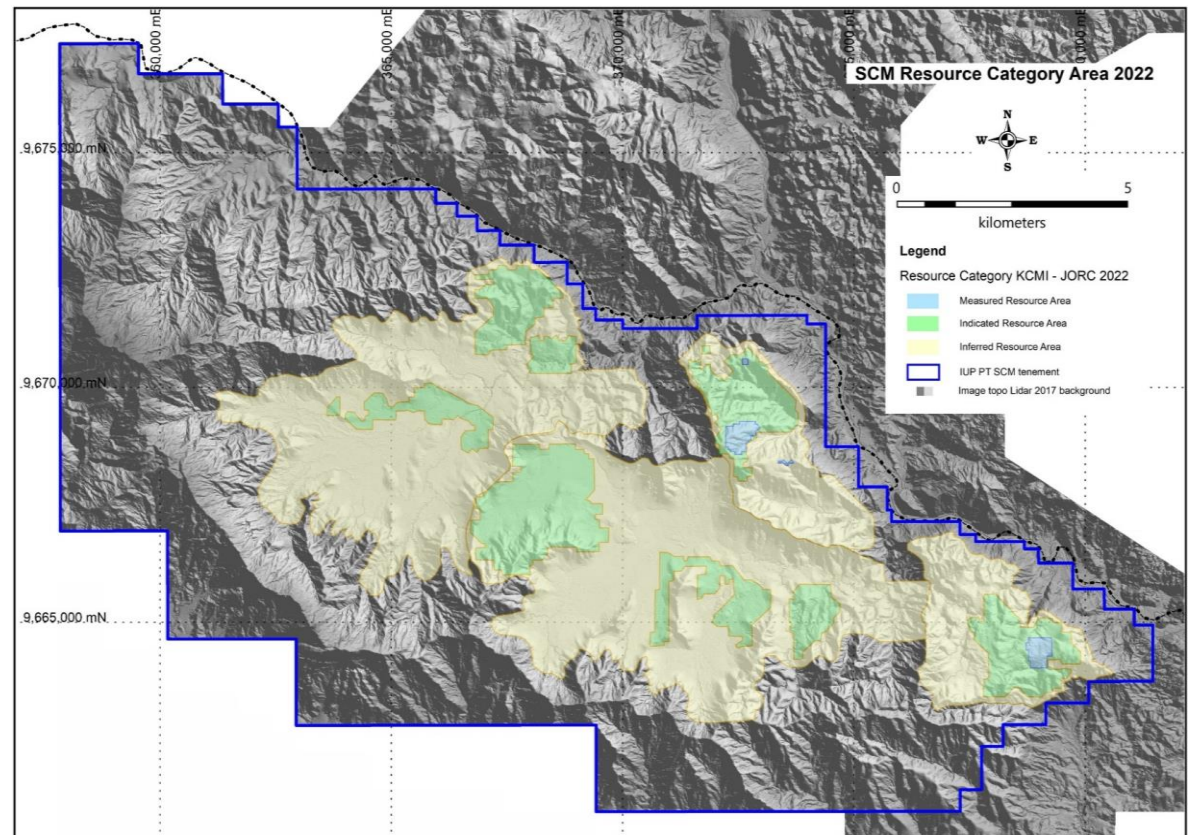 SCM Resource Category Area 2022
N
W E
S
0 5
kilometers
Legend
Resource Category KCMI - JORC 2022
Measured Resource Area
Indicated Resource Area
Inferred Resource Area
IUP PT SCM tenement
Image topo Lidar 2017 background
365,000 mE
370,000 mE
9,675,000 mN
9,670,000 mN
9,665,000 mN